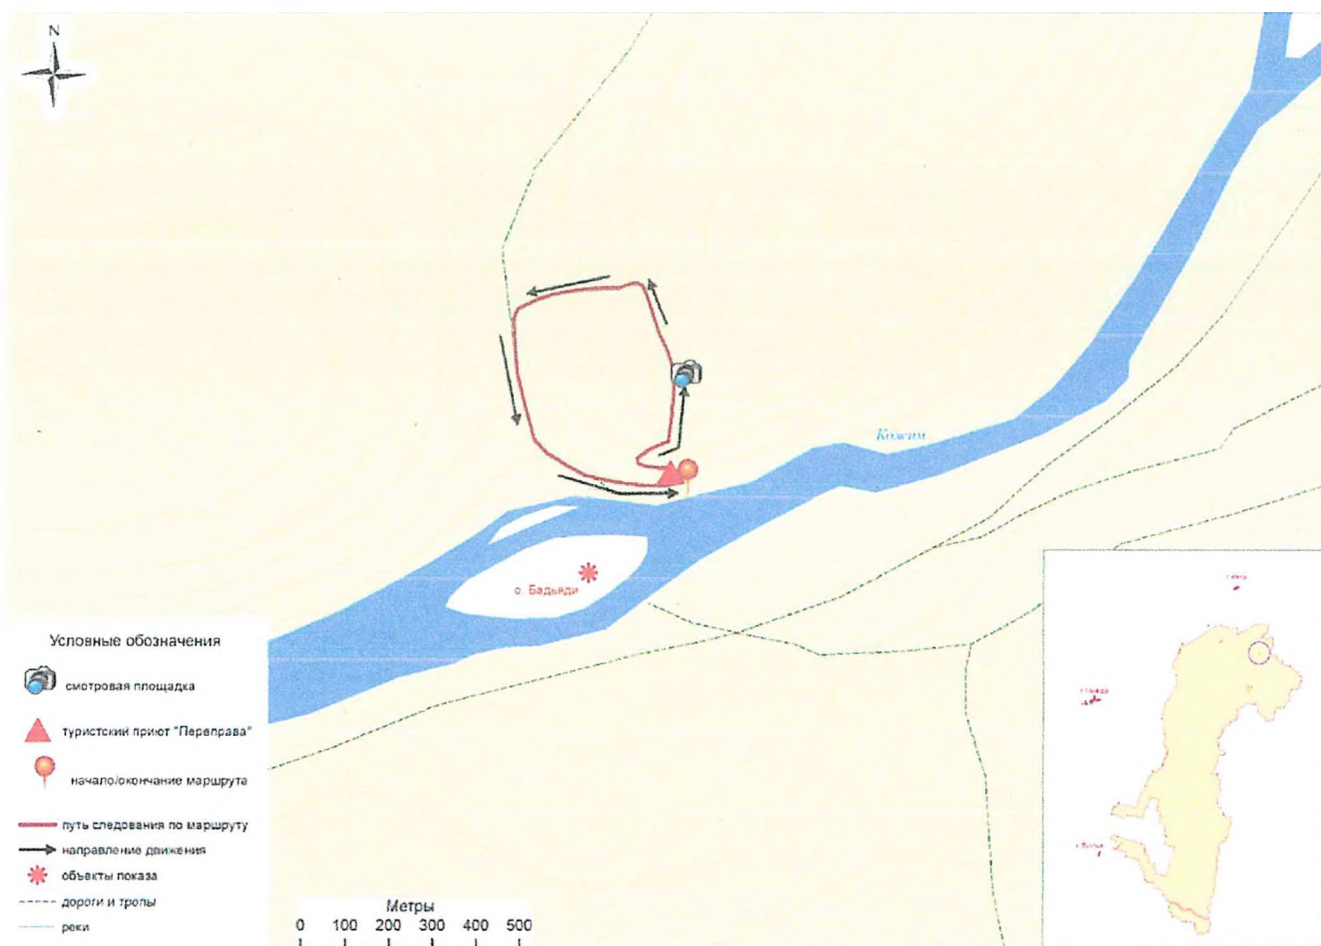 N
Кожим
о. Бадьяди
Условные обозначения
смотровая площадка
туристский приют "Переправа"
начало/окончание маршрута
путь следования по маршруту
направление движения
объекты показа
дороги и тропы
реки
Метры
0 100 200 300 400 500